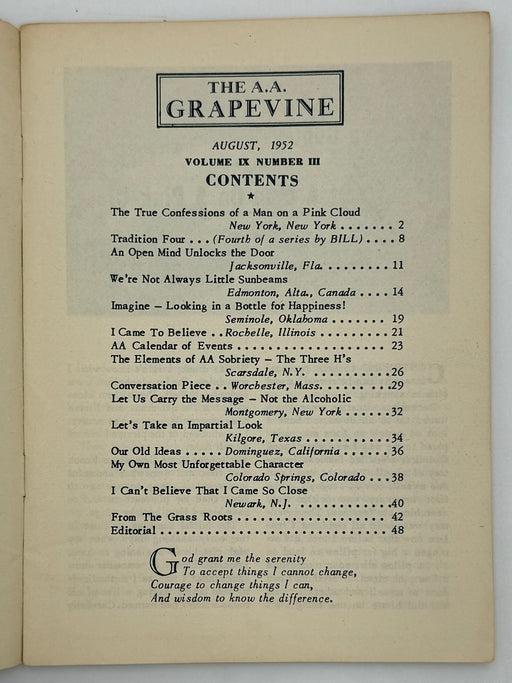 THE A.A.
GRAPEVINE
AUGUST, 1952
VOLUME IX NUMBER III
CONTENTS
★
The True Confessions of a Man on a Pink Cloud
New York, New York . . . . . . . 2
Tradition Four . . . (Fourth of a series by BILL) . . . . 8
An Open Mind Unlocks the Door
Jacksonville, Fla. . . . . . . . . 11
We're Not Always Little Sunbeams
Edmonton, Alta., Canada . . . . 14
Imagine — Looking in a Bottle for Happiness!
Seminole, Oklahoma . . . . . . . 19
I Came To Believe . . Rochelle, Illinois . . . . . . . . 21
AA Calendar of Events . . . . . . . . . . . . . . . . . 23
The Elements of AA Sobriety — The Three H's
Scarsdale, N.Y. . . . . . . . . . . 26
Conversation Piece . . Worchester, Mass. . . . . . . . 29
Let Us Carry the Message — Not the Alcoholic
Montgomery, New York . . . . . . 32
Let's Take an Impartial Look
Kilgore, Texas . . . . . . . . . . . 34
Our Old Ideas . . . . . Dominguez, California . . . . . . 36
My Own Most Unforgettable Character
Colorado Springs, Colorado . . . 38
I Can't Believe That I Came So Close
Newark, N.J. . . . . . . . . . . . . 40
From The Grass Roots . . . . . . . . . . . . . . . . . 42
Editorial . . . . . . . . . . . . . . . . . . . . . . . . . 48
God grant me the serenity
To accept things I cannot change,
Courage to change things I can,
And wisdom to know the difference.